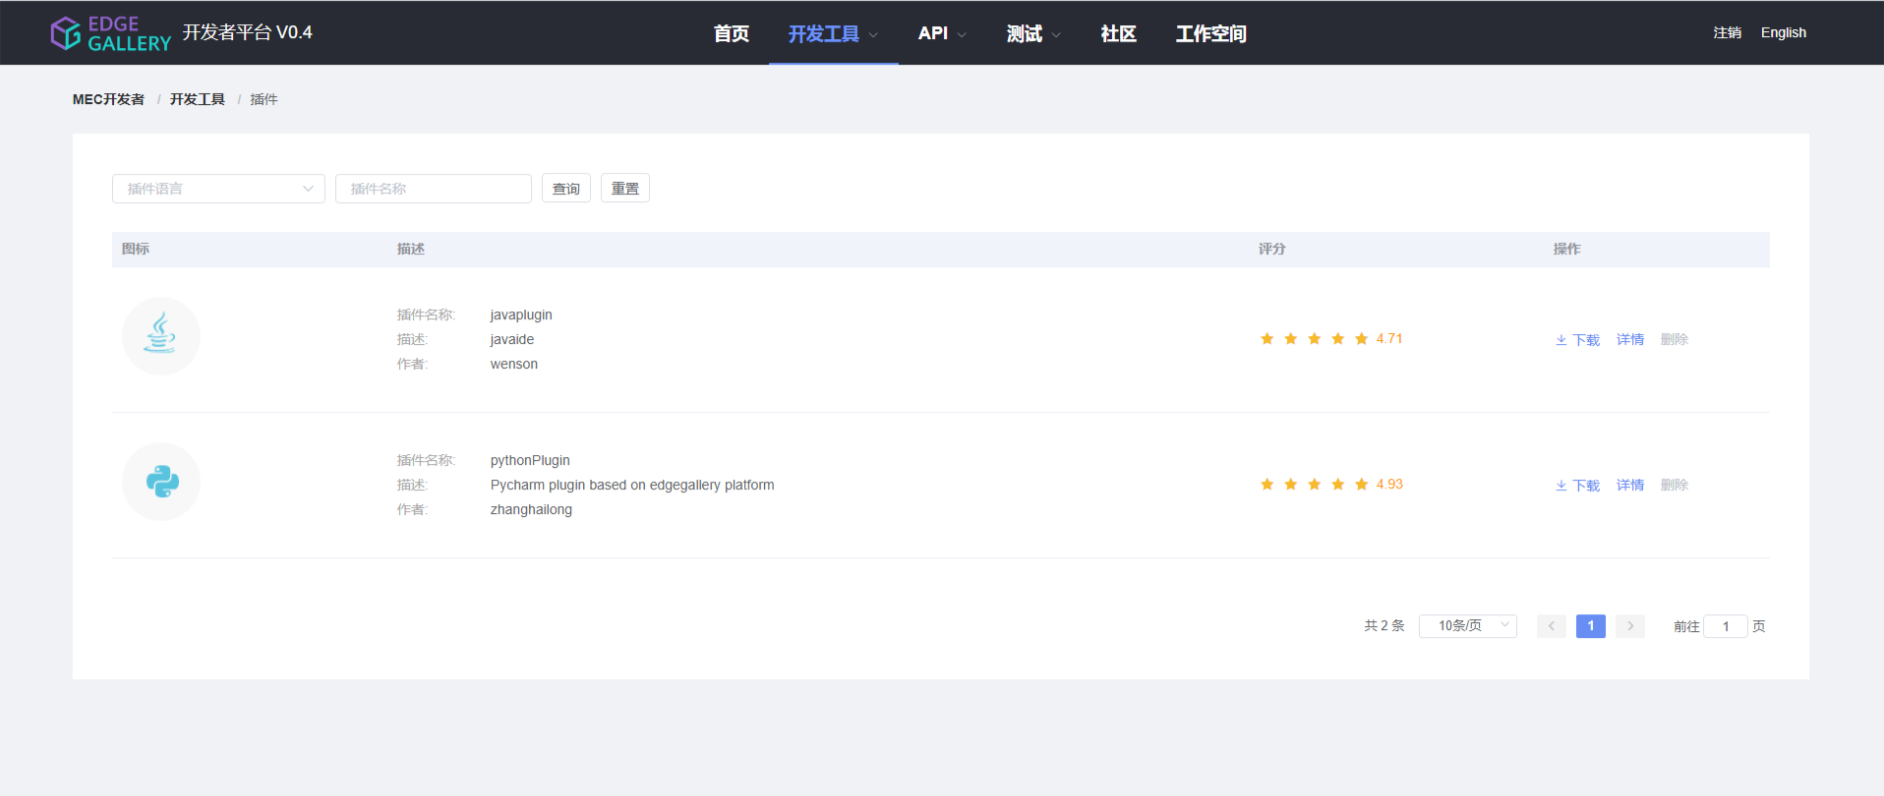 EDGE
GALLERY
开发者平台 V0.4
首页 开发工具 API 测试 社区 工作空间
注销 English
MEC开发者 / 开发工具 / 插件
插件语言 插件名称 查询 重置
图标 描述 评分 操作
插件名称: javaplugin
描述: javaide
作者: wenson
4.71
下载 详情 删除
插件名称: pythonPlugin
描述: Pycharm plugin based on edgegallery platform
作者: zhanghailong
4.93
下载 详情 删除
共 2 条 10条/页 < 1 > 前往 1 页